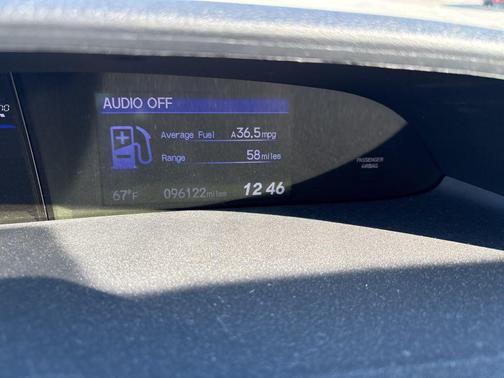 AUDIO OFF
Average Fuel A36.5mpg
Range 58miles
67°F 096122miles 12 46
PASSENGER
AIRBAG